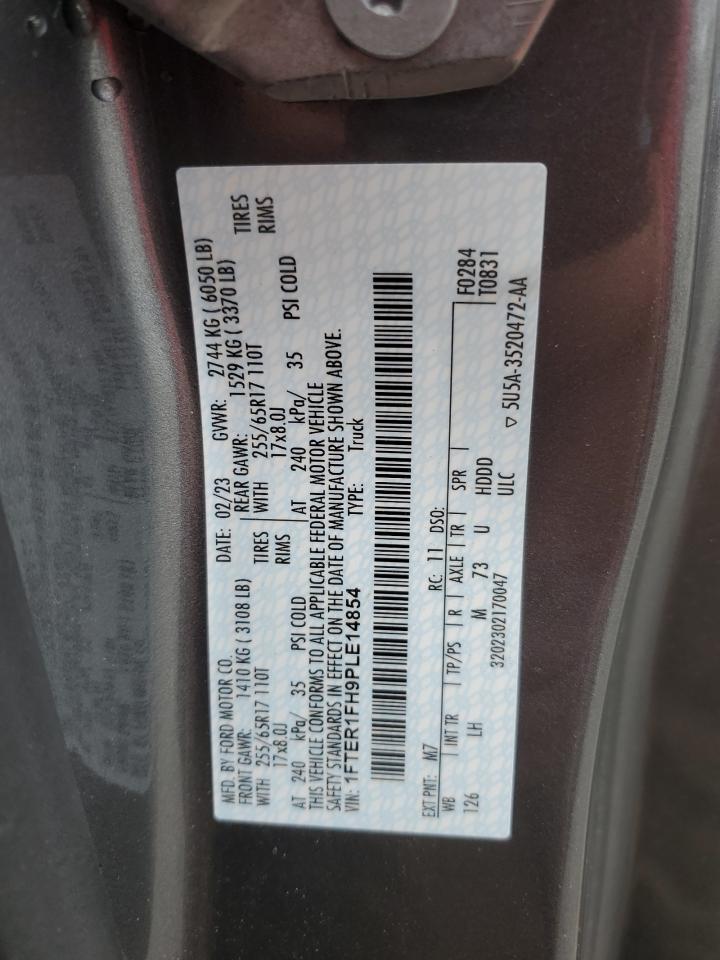 MFD. BY FORD MOTOR CO.
DATE: 02/23 GVWR: 2744 KG ( 6050 LB)
FRONT GAWR: 1410 KG ( 3108 LB)
REAR GAWR: 1529 KG ( 3370 LB)
WITH 255/65R17 110T TIRES
WITH 255/65R17 110T TIRES
17x8.0J RIMS
17x8.0J RIMS
AT 240 kPa/ 35 PSI COLD
AT 240 kPa/ 35 PSI COLD
THIS VEHICLE CONFORMS TO ALL APPLICABLE FEDERAL MOTOR VEHICLE
SAFETY STANDARDS IN EFFECT ON THE DATE OF MANUFACTURE SHOWN ABOVE.
VIN: 1FTER1FH9PLE14854 TYPE: Truck
EXT PNT: M7 RC: 11 DSO: F0284
WB INT TR TP/PS R AXLE TR SPR T0831
126 LH M 73 U HDDD
3202302170047 ULC
▽ 5U5A-3520472-AA